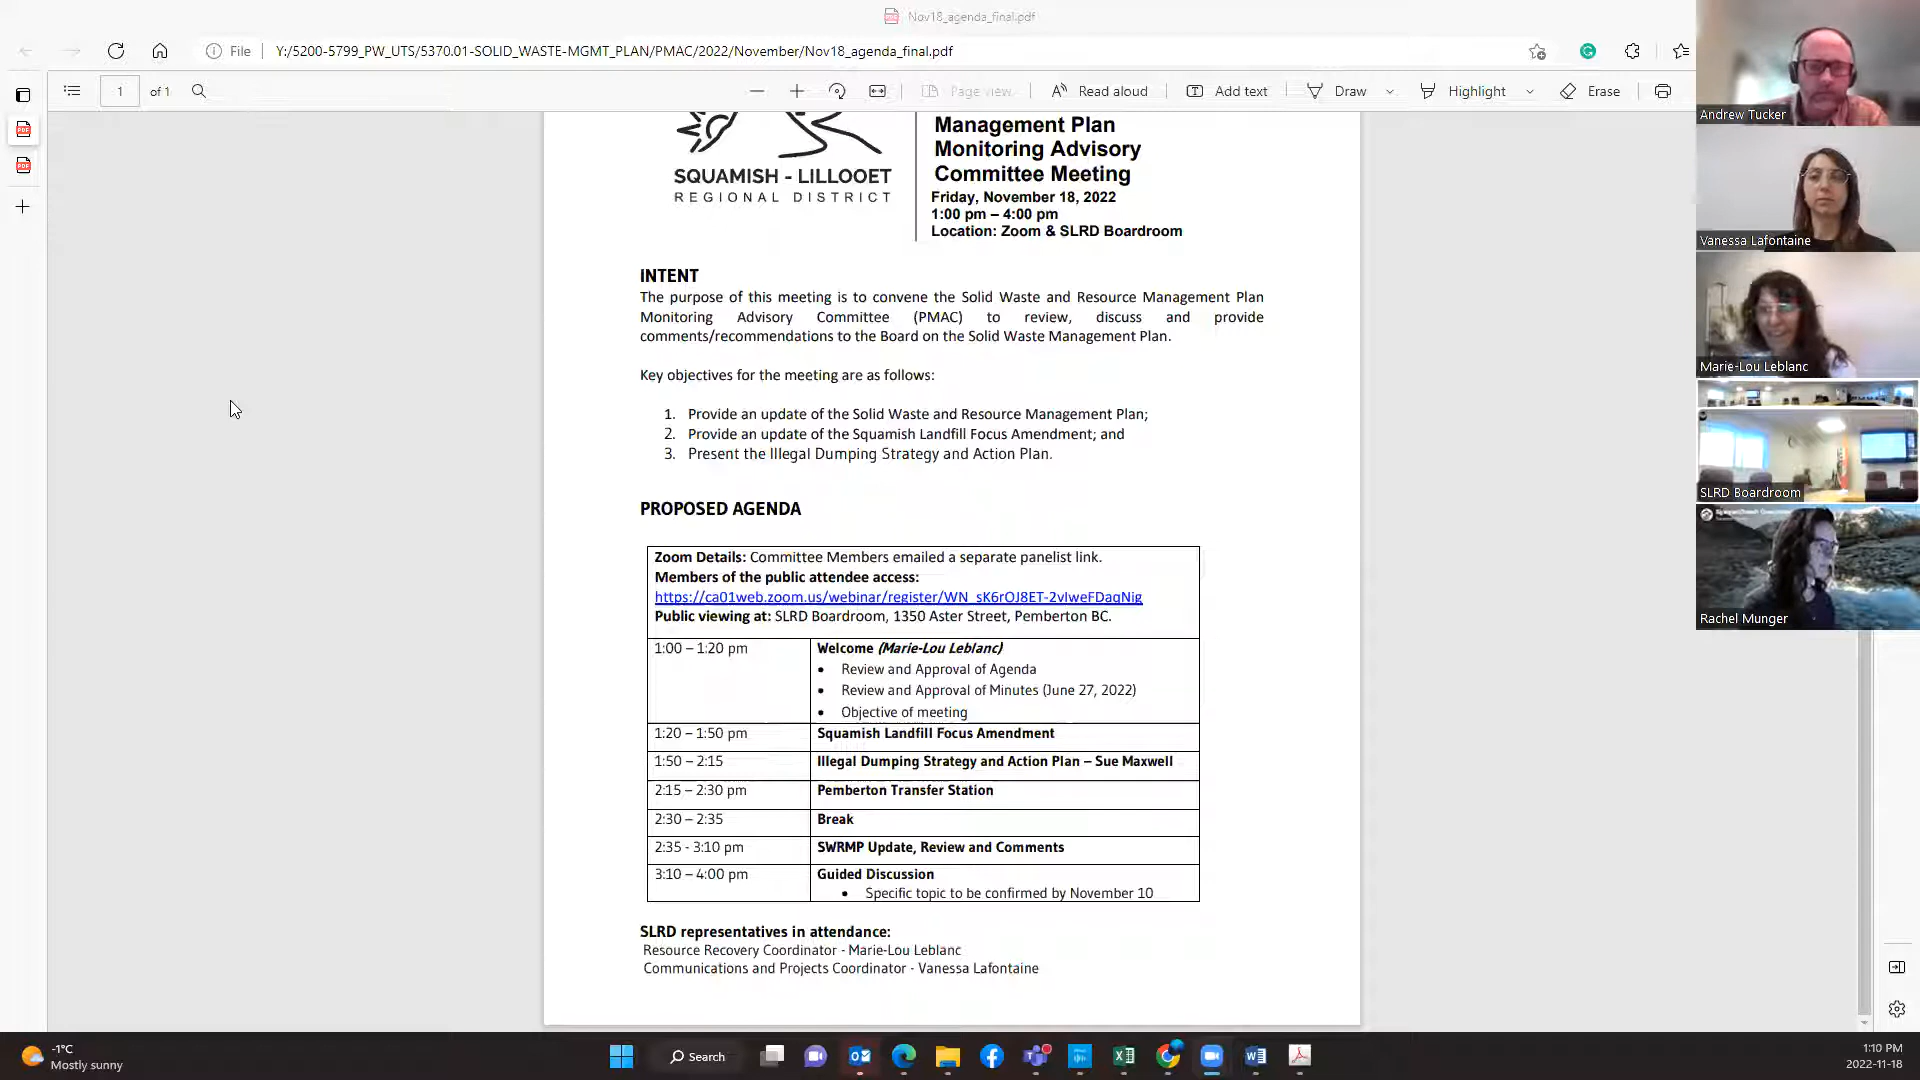 Nov18_agenda_final.pdf
File
Y:/5200-5799_PW_UTS/5370.01-SOLID_WASTE-MGMT_PLAN/PMAC/2022/November/Nov18_agenda_final.pdf
1 of 1
Page view
Read aloud
Add text
Draw
Highlight
Erase
Management Plan
Monitoring Advisory
Committee Meeting
SQUAMISH - LILLOOET
REGIONAL DISTRICT
Friday, November 18, 2022
1:00 pm – 4:00 pm
Location: Zoom & SLRD Boardroom
INTENT
The purpose of this meeting is to convene the Solid Waste and Resource Management Plan
Monitoring Advisory Committee (PMAC) to review, discuss and provide
comments/recommendations to the Board on the Solid Waste Management Plan.
Key objectives for the meeting are as follows:
1. Provide an update of the Solid Waste and Resource Management Plan;
2. Provide an update of the Squamish Landfill Focus Amendment; and
3. Present the Illegal Dumping Strategy and Action Plan.
PROPOSED AGENDA
Zoom Details: Committee Members emailed a separate panelist link.
Members of the public attendee access:
https://ca01web.zoom.us/webinar/register/WN_sK6rOJ8ET-2vIweFDaqNig
Public viewing at: SLRD Boardroom, 1350 Aster Street, Pemberton BC.
1:00 – 1:20 pm Welcome (Marie-Lou Leblanc)
• Review and Approval of Agenda
• Review and Approval of Minutes (June 27, 2022)
• Objective of meeting
1:20 – 1:50 pm Squamish Landfill Focus Amendment
1:50 – 2:15 Illegal Dumping Strategy and Action Plan – Sue Maxwell
2:15 – 2:30 pm Pemberton Transfer Station
2:30 – 2:35 Break
2:35 - 3:10 pm SWRMP Update, Review and Comments
3:10 – 4:00 pm Guided Discussion
• Specific topic to be confirmed by November 10
SLRD representatives in attendance:
Resource Recovery Coordinator - Marie-Lou Leblanc
Communications and Projects Coordinator - Vanessa Lafontaine
Andrew Tucker
Vanessa Lafontaine
Marie-Lou Leblanc
SLRD Boardroom
Rachel Munger
-1°C
Mostly sunny
Search
1:10 PM
2022-11-18